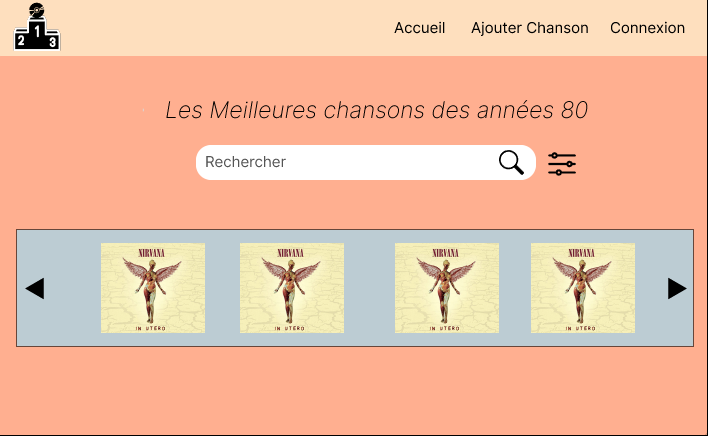 1
2 3
Accueil Ajouter Chanson Connexion
Les Meilleures chansons des années 80
Rechercher
NIRVANA NIRVANA NIRVANA NIRVANA
IN UTERO IN UTERO IN UTERO IN UTERO